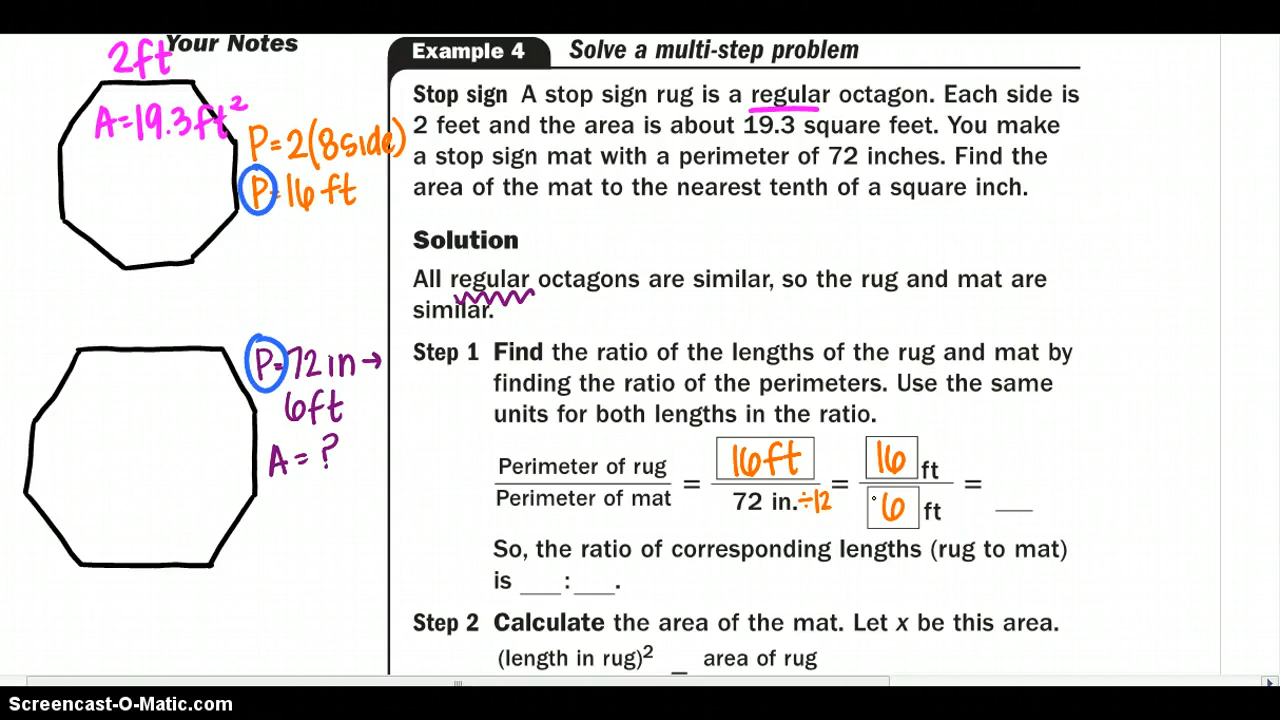 Your Notes
2ft
A=19.3ft²
P=2(8side)
P=16ft
P=72in→
6ft
A=?
Example 4 Solve a multi-step problem
Stop sign A stop sign rug is a regular octagon. Each side is
2 feet and the area is about 19.3 square feet. You make
a stop sign mat with a perimeter of 72 inches. Find the
area of the mat to the nearest tenth of a square inch.
Solution
All regular octagons are similar, so the rug and mat are
similar.
Step 1 Find the ratio of the lengths of the rug and mat by
finding the ratio of the perimeters. Use the same
units for both lengths in the ratio.
Perimeter of rug / Perimeter of mat = 16ft / 72 in.÷12 = 16 ft / 6 ft = ___
So, the ratio of corresponding lengths (rug to mat)
is ___:___.
Step 2 Calculate the area of the mat. Let x be this area.
(length in rug)² _ area of rug
Screencast-O-Matic.com